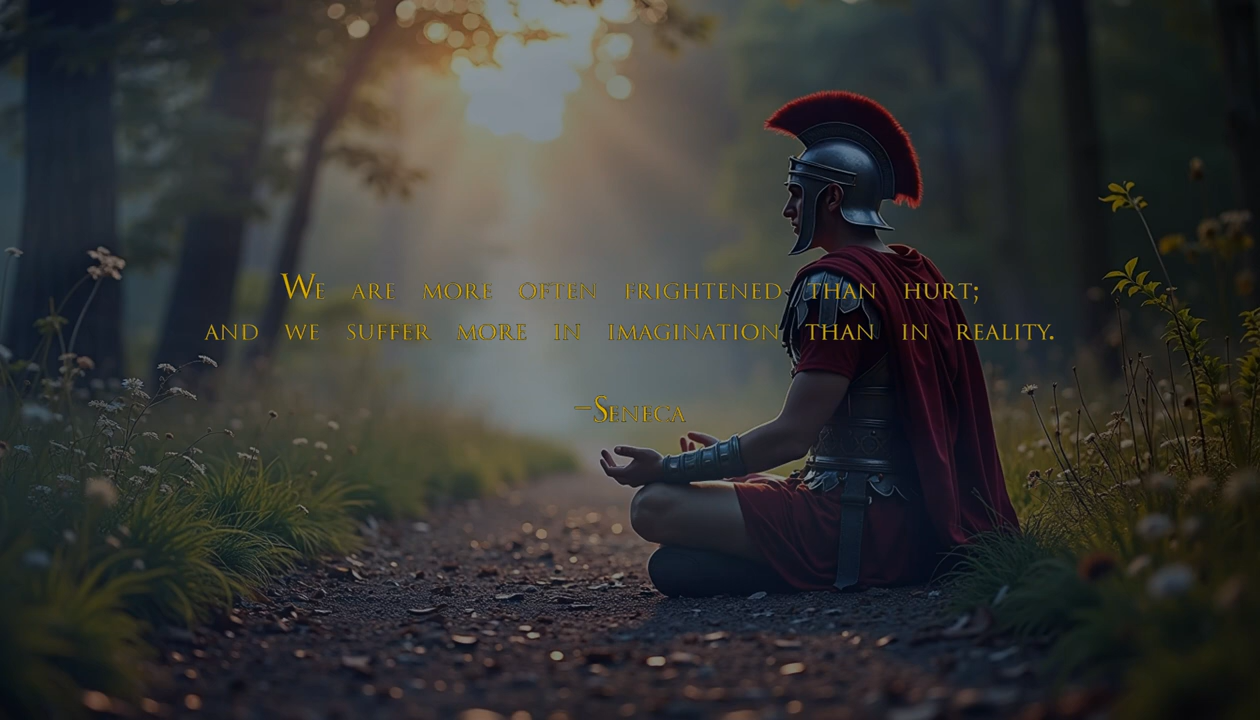 We are more often frightened than hurt;
and we suffer more in imagination than in reality.
-Seneca